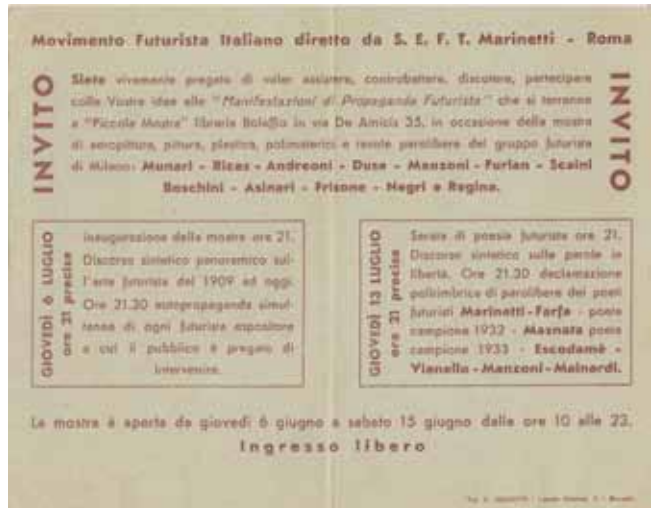 Movimento Futurista Italiano diretto da S. E. F. T. Marinetti - Roma
INVITO
Siete vivamente pregato di voler assistere, controbattere, discutere, partecipare
colle Vostre idee alle "Manifestazioni di Propaganda Futurista" che si terranno
a "Piccola Mostra" libreria Bolaffio in via De Amicis 35, in occasione della mostra
di aeropittura, pittura, plastica, polimaterici e tavole parolibere del gruppo futurista
di Milano: Munari - Ricas - Andreoni - Duse - Manzoni - Furlan - Scaini
Boschini - Asinari - Frisone - Negri e Regina.
INVITO
GIOVEDÌ 6 LUGLIO
ore 21 precise
inaugurazione della mostra ore 21.
Discorso sintetico panoramico sul-
l'arte futurista del 1909 ad oggi.
Ore 21.30 autopropaganda simul-
tanea di ogni futurista espositore
a cui il pubblico è pregato di
intervenire.
GIOVEDÌ 13 LUGLIO
ore 21 precise
Serata di poesia futurista ore 21.
Discorso sintetico sulle parole in
libertà. Ore 21.30 declamazione
politimbrica di parolibere dei poeti
futuristi Marinetti - Farfa - poeta
campione 1932 - Masnata poeta
campione 1933 - Escodamè -
Vianello - Manzoni - Mainardi.
La mostra è aperta da giovedì 6 giugno a sabato 15 giugno dalle ore 10 alle 23.
Ingresso libero